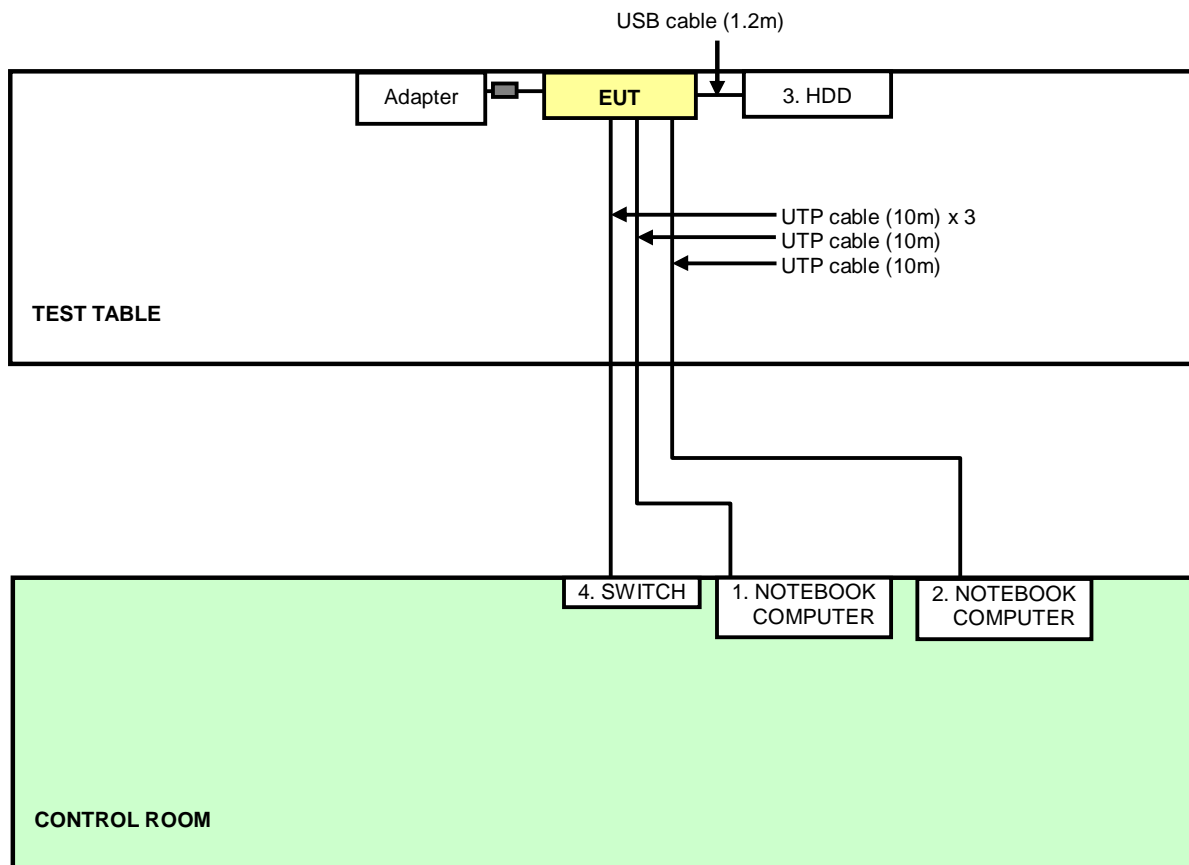 USB cable (1.2m)
Adapter
EUT
3. HDD
UTP cable (10m) x 3
UTP cable (10m)
UTP cable (10m)
TEST TABLE
4. SWITCH
1. NOTEBOOK
COMPUTER
2. NOTEBOOK
COMPUTER
CONTROL ROOM